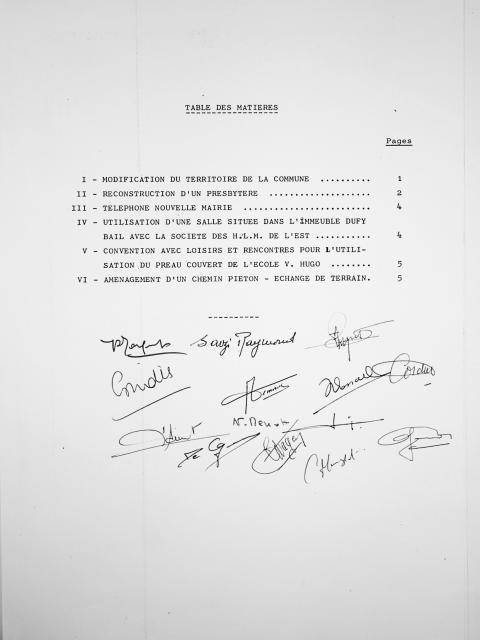 TABLE DES MATIERES
Pages
I - MODIFICATION DU TERRITOIRE DE LA COMMUNE .......... 1
II - RECONSTRUCTION D'UN PRESBYTERE .................... 2
III - TELEPHONE NOUVELLE MAIRIE ......................... 4
IV - UTILISATION D'UNE SALLE SITUEE DANS L'IMMEUBLE DUFY
BAIL AVEC LA SOCIETE DES H.L.M. DE L'EST ........... 4
V - CONVENTION AVEC LOISIRS ET RENCONTRES POUR L'UTILI-
SATION DU PREAU COUVERT DE L'ECOLE V. HUGO ........ 5
VI - AMENAGEMENT D'UN CHEMIN PIETON - ECHANGE DE TERRAIN. 5
----------
Raymond